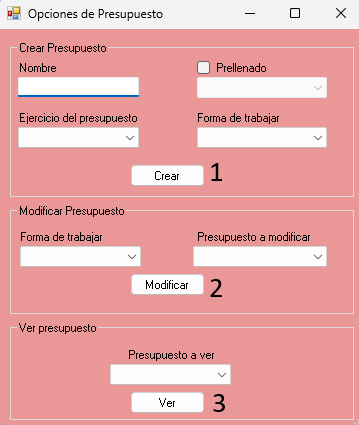 Opciones de Presupuesto
Crear Presupuesto
Nombre
Prellenado
Ejercicio del presupuesto
Forma de trabajar
Crear
1
Modificar Presupuesto
Forma de trabajar
Presupuesto a modificar
Modificar
2
Ver presupuesto
Presupuesto a ver
Ver
3